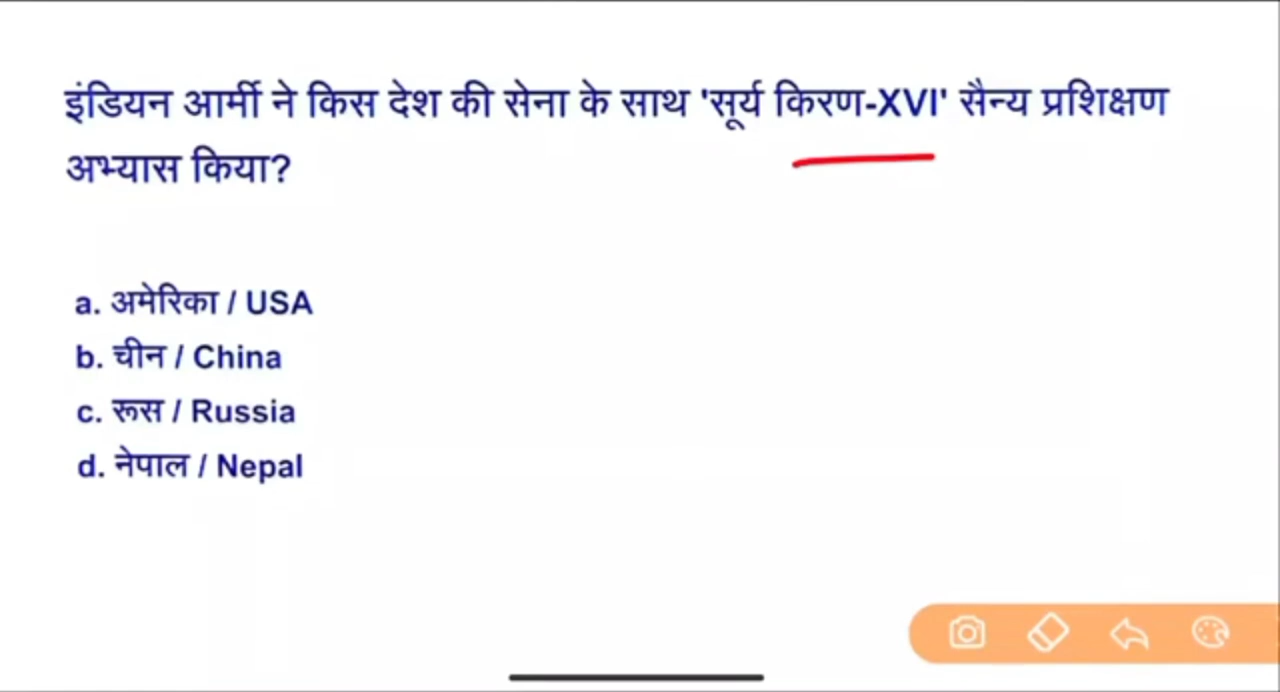 इंडियन आर्मी ने किस देश की सेना के साथ 'सूर्य किरण-XVI' सैन्य प्रशिक्षण
अभ्यास किया?
a. अमेरिका / USA
b. चीन / China
c. रूस / Russia
d. नेपाल / Nepal